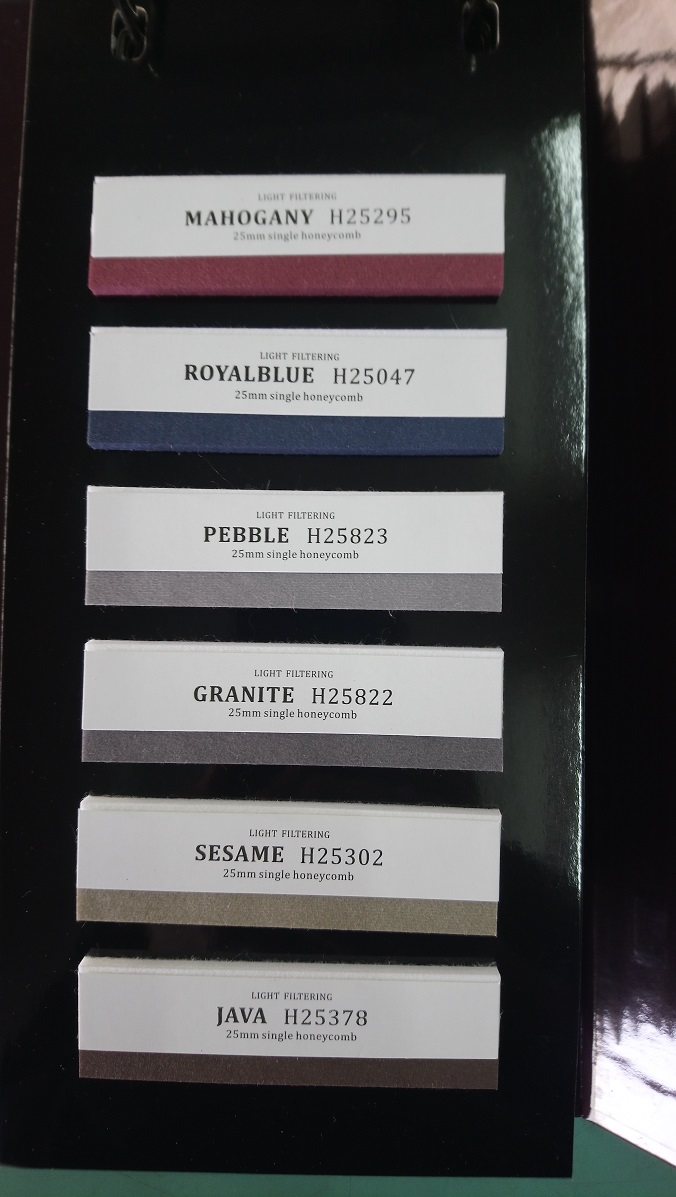 LIGHT FILTERING
MAHOGANY H25295
25mm single honeycomb
LIGHT FILTERING
ROYALBLUE H25047
25mm single honeycomb
LIGHT FILTERING
PEBBLE H25823
25mm single honeycomb
LIGHT FILTERING
GRANITE H25822
25mm single honeycomb
LIGHT FILTERING
SESAME H25302
25mm single honeycomb
LIGHT FILTERING
JAVA H25378
25mm single honeycomb